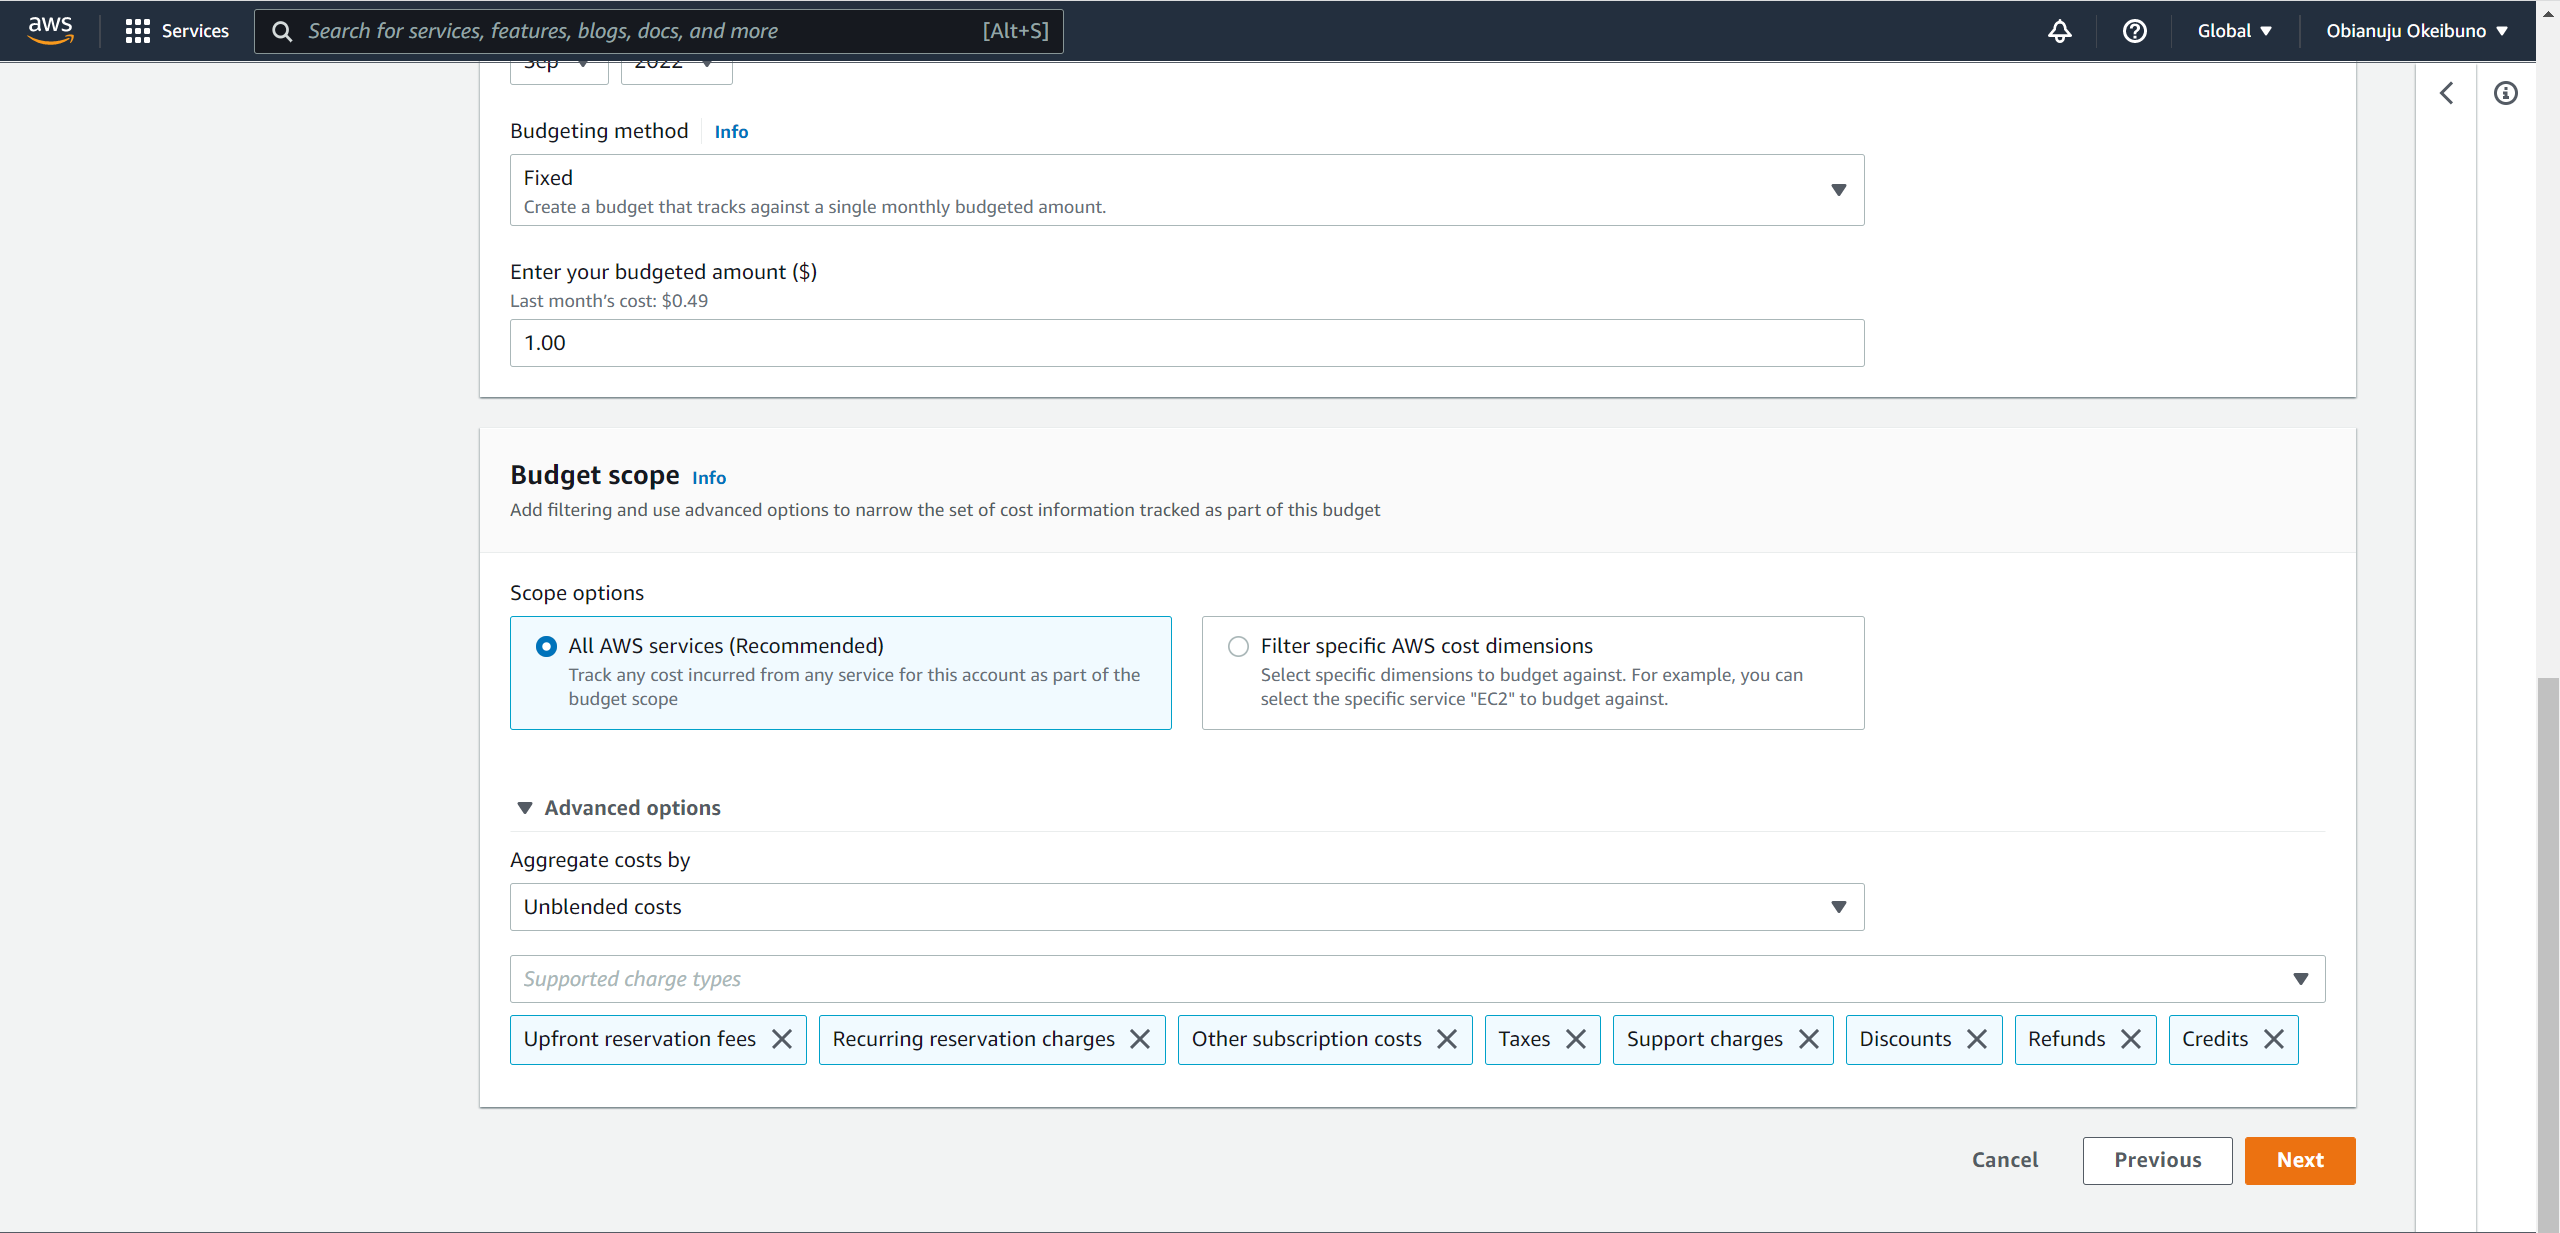 aws Services Search for services, features, blogs, docs, and more [Alt+S] Global Obianuju Okeibuno
Sep 2022
Budgeting method Info
Fixed
Create a budget that tracks against a single monthly budgeted amount.
Enter your budgeted amount ($)
Last month's cost: $0.49
1.00
Budget scope Info
Add filtering and use advanced options to narrow the set of cost information tracked as part of this budget
Scope options
All AWS services (Recommended)
Track any cost incurred from any service for this account as part of the
budget scope
Filter specific AWS cost dimensions
Select specific dimensions to budget against. For example, you can
select the specific service "EC2" to budget against.
Advanced options
Aggregate costs by
Unblended costs
Supported charge types
Upfront reservation fees Recurring reservation charges Other subscription costs Taxes Support charges Discounts Refunds Credits
Cancel Previous Next